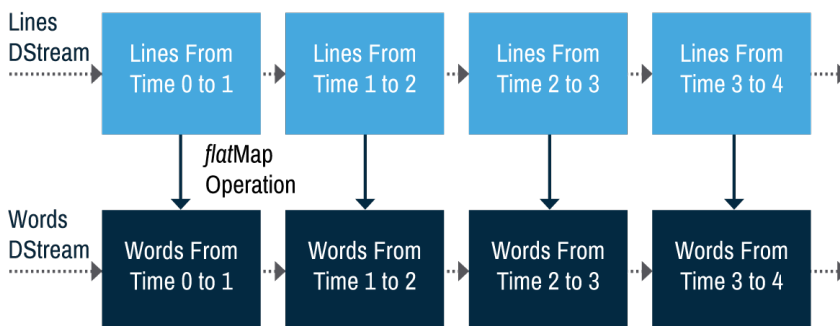 Lines
DStream
Lines From
Time 0 to 1
Lines From
Time 1 to 2
Lines From
Time 2 to 3
Lines From
Time 3 to 4
flatMap
Operation
Words
DStream
Words From
Time 0 to 1
Words From
Time 1 to 2
Words From
Time 2 to 3
Words From
Time 3 to 4